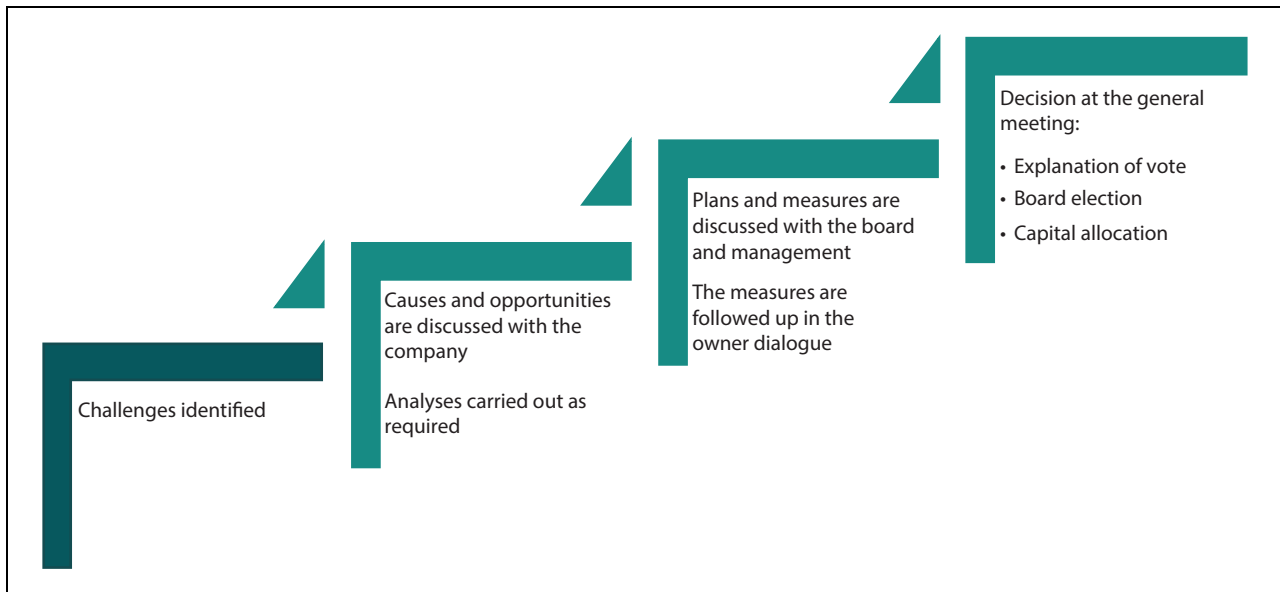 Challenges identified
Causes and opportunities
are discussed with the
company
Analyses carried out as
required
Plans and measures are
discussed with the board
and management
The measures are
followed up in the
owner dialogue
Decision at the general
meeting:
• Explanation of vote
• Board election
• Capital allocation